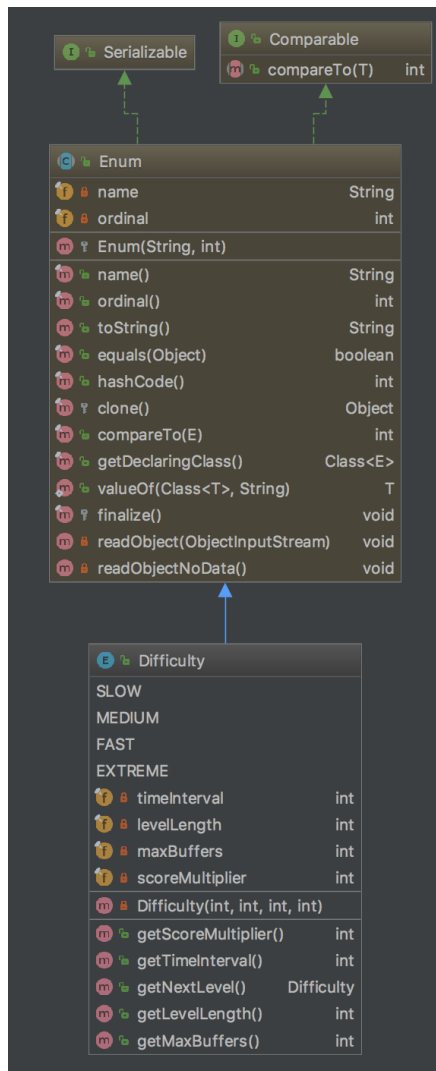 Serializable
Comparable
compareTo(T) int
Enum
name String
ordinal int
Enum(String, int)
name() String
ordinal() int
toString() String
equals(Object) boolean
hashCode() int
clone() Object
compareTo(E) int
getDeclaringClass() Class<E>
valueOf(Class<T>, String) T
finalize() void
readObject(ObjectInputStream) void
readObjectNoData() void
Difficulty
SLOW
MEDIUM
FAST
EXTREME
timeInterval int
levelLength int
maxBuffers int
scoreMultiplier int
Difficulty(int, int, int, int)
getScoreMultiplier() int
getTimeInterval() int
getNextLevel() Difficulty
getLevelLength() int
getMaxBuffers() int